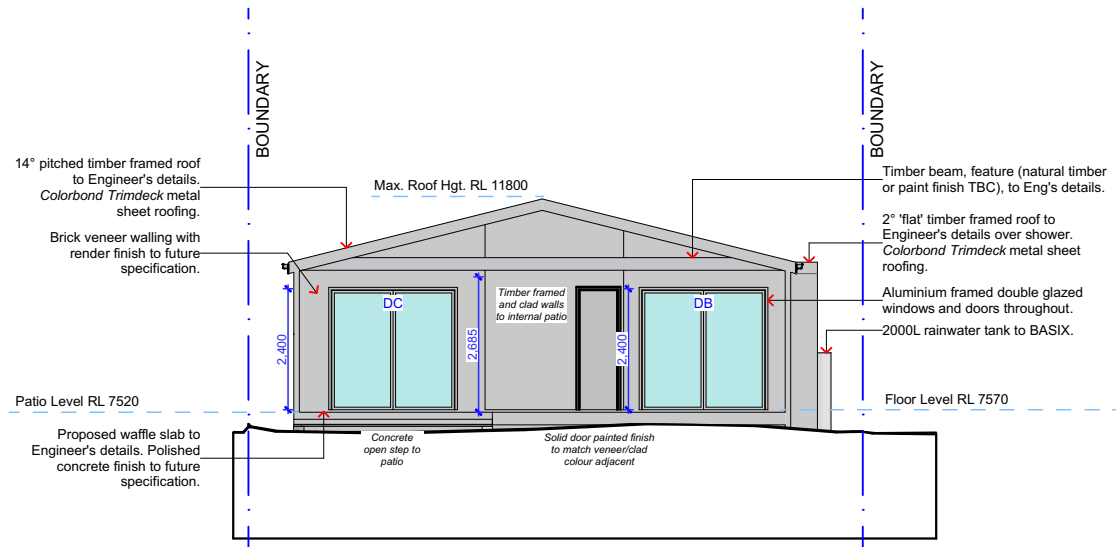 BOUNDARY
BOUNDARY
14° pitched timber framed roof
to Engineer's details.
Colorbond Trimdeck metal
sheet roofing.
Brick veneer walling with
render finish to future
specification.
Max. Roof Hgt. RL 11800
Timber beam, feature (natural timber
or paint finish TBC), to Eng's details.
2° 'flat' timber framed roof to
Engineer's details over shower.
Colorbond Trimdeck metal sheet
roofing.
Aluminium framed double glazed
windows and doors throughout.
2000L rainwater tank to BASIX.
DC
Timber framed
and clad walls
to internal patio
DB
2,400
2,685
2,400
Patio Level RL 7520
Floor Level RL 7570
Proposed waffle slab to
Engineer's details. Polished
concrete finish to future
specification.
Concrete
open step to
patio
Solid door painted finish
to match veneer/clad
colour adjacent